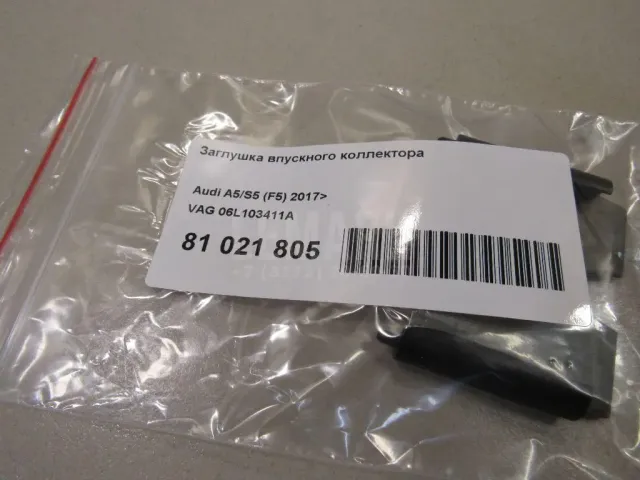 Заглушка впускного коллектора
Audi A5/S5 (F5) 2017>
VAG 06L103411A
81 021 805